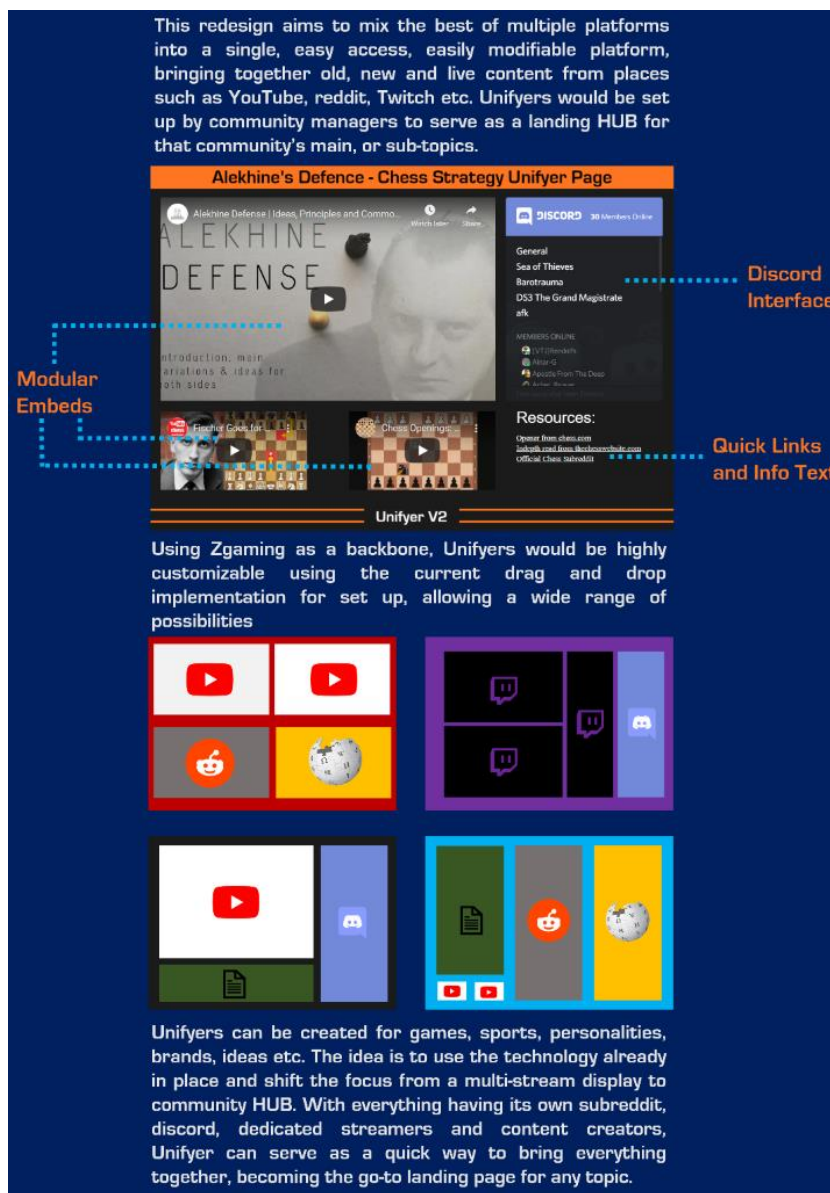 This redesign aims to mix the best of multiple platforms
into a single, easy access, easily modifiable platform,
bringing together old, new and live content from places
such as YouTube, reddit, Twitch etc. Unifyers would be set
up by community managers to serve as a landing HUB for
that community's main, or sub-topics.
Alekhine's Defence - Chess Strategy Unifyer Page
Alekhine Defense | Ideas, Principles and Commo...
Watch later
Share
ALEKHINE
DEFENSE
introduction, main
variations & ideas for
both sides
DISCORD
30 Members Online
General
Sea of Thieves
Barotrauma
DS3 The Grand Magistrate
afk
MEMBERS ONLINE
Apostle From The Deep
Discord
Interface
Modular
Embeds
Fischer Goes for
Chess Openings:
Resources:
Opener from chess.com
Indepth read from thechesswebsite.com
Official Chess Subreddit
Quick Links
and Info Text
Unifyer V2
Using Zgaming as a backbone, Unifyers would be highly
customizable using the current drag and drop
implementation for set up, allowing a wide range of
possibilities
Unifyers can be created for games, sports, personalities,
brands, ideas etc. The idea is to use the technology already
in place and shift the focus from a multi-stream display to
community HUB. With everything having its own subreddit,
discord, dedicated streamers and content creators,
Unifyer can serve as a quick way to bring everything
together, becoming the go-to landing page for any topic.